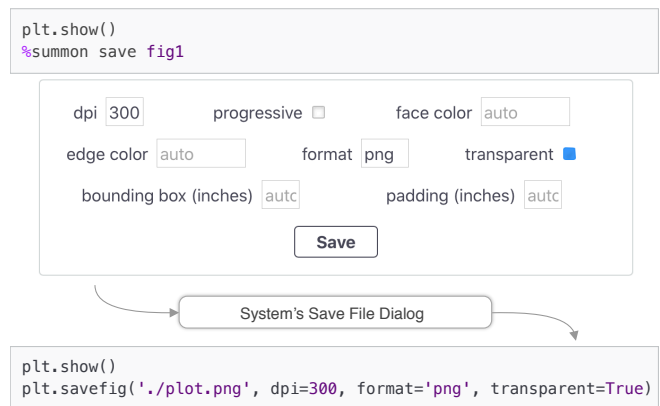 plt.show()
%summon save fig1
dpi 300 progressive face color auto
edge color auto format png transparent
bounding box (inches) autc padding (inches) autc
Save
System's Save File Dialog
plt.show()
plt.savefig('./plot.png', dpi=300, format='png', transparent=True)